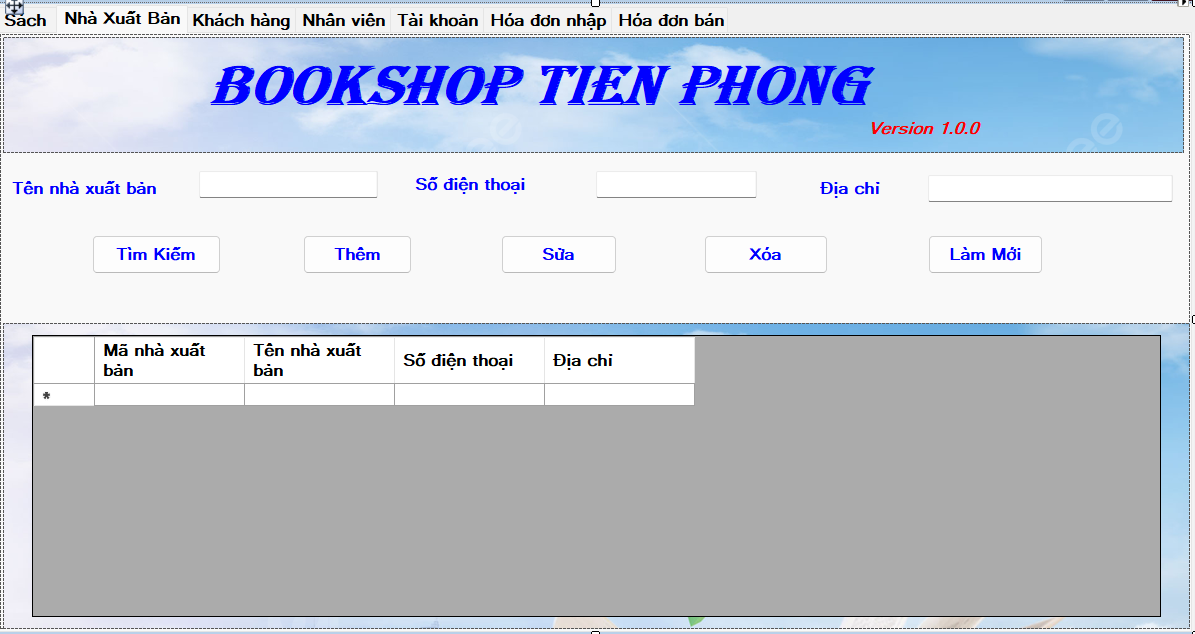 Sách Nhà Xuất Bản Khách hàng Nhân viên Tài khoản Hóa đơn nhập Hóa đơn bán
BOOKSHOP TIEN PHONG
Version 1.0.0
Tên nhà xuất bản Số điện thoại Địa chỉ
Tìm Kiếm Thêm Sửa Xóa Làm Mới
Mã nhà xuất bản Tên nhà xuất bản Số điện thoại Địa chỉ
*